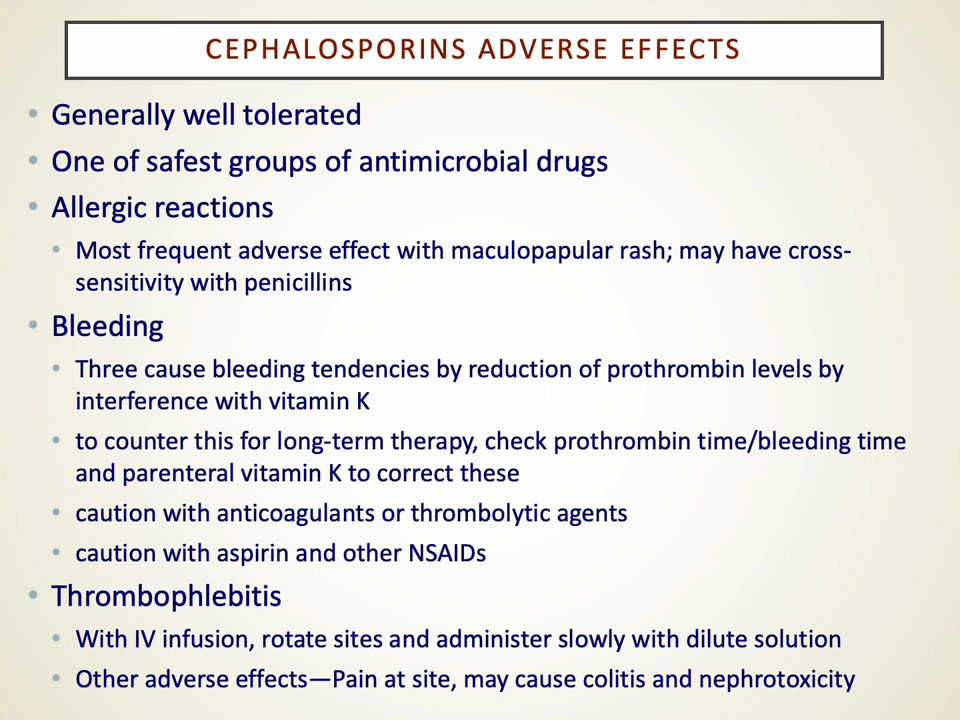 CEPHALOSPORINS ADVERSE EFFECTS
• Generally well tolerated
• One of safest groups of antimicrobial drugs
• Allergic reactions
• Most frequent adverse effect with maculopapular rash; may have cross-
sensitivity with penicillins
• Bleeding
• Three cause bleeding tendencies by reduction of prothrombin levels by
interference with vitamin K
• to counter this for long-term therapy, check prothrombin time/bleeding time
and parenteral vitamin K to correct these
• caution with anticoagulants or thrombolytic agents
• caution with aspirin and other NSAIDs
• Thrombophlebitis
• With IV infusion, rotate sites and administer slowly with dilute solution
• Other adverse effects—Pain at site, may cause colitis and nephrotoxicity